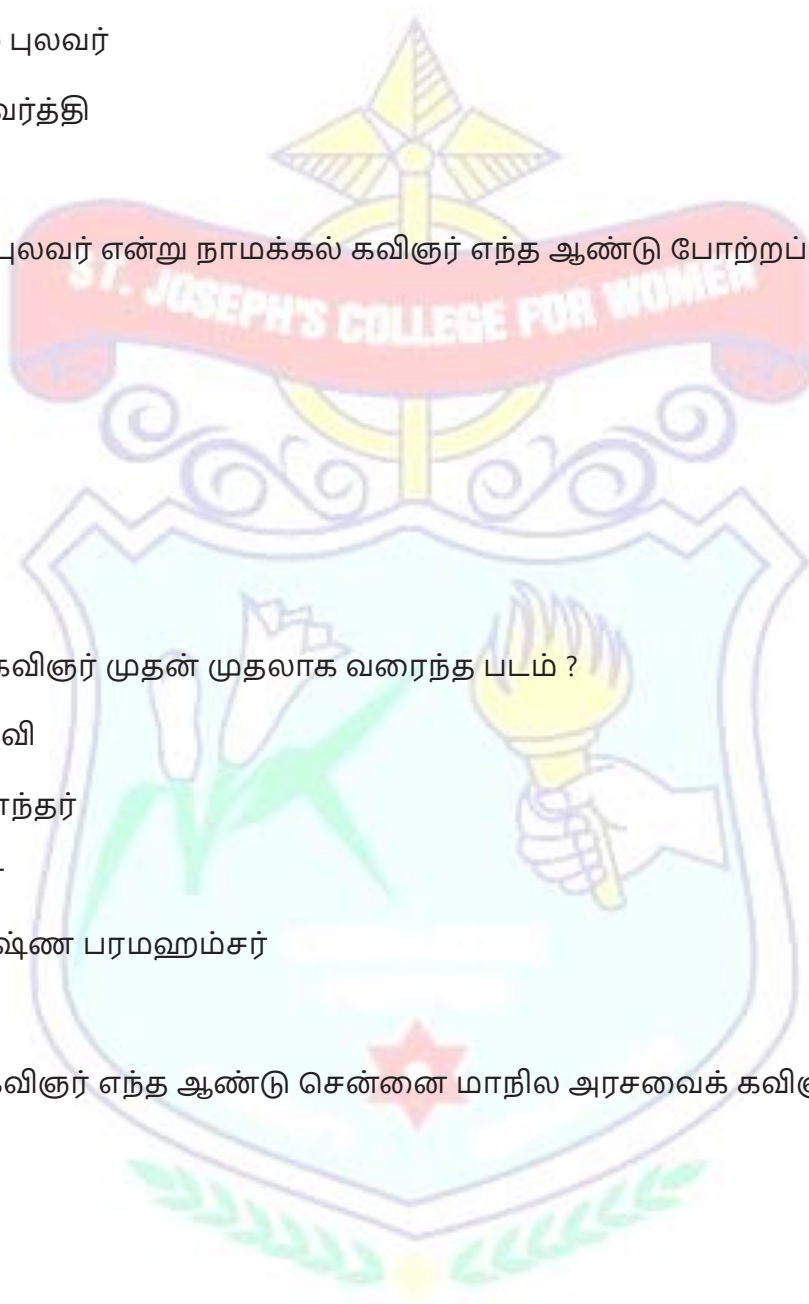 புலவர்
வர்த்தி
புலவர் என்று நாமக்கல் கவிஞர் எந்த ஆண்டு போற்றப்
ST. JOSEPH'S COLLEGE FOR WOMEN
கவிஞர் முதன் முதலாக வரைந்த படம் ?
வி
ந்தர்
ஷ்ண பரமஹம்சர்
கவிஞர் எந்த ஆண்டு சென்னை மாநில அரசவைக் கவிஞ